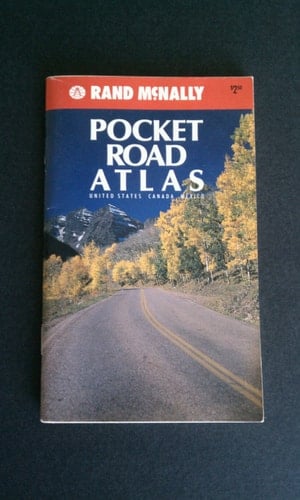 RAND McNALLY
$2.50
POCKET
ROAD
ATLAS
UNITED STATES CANADA MEXICO